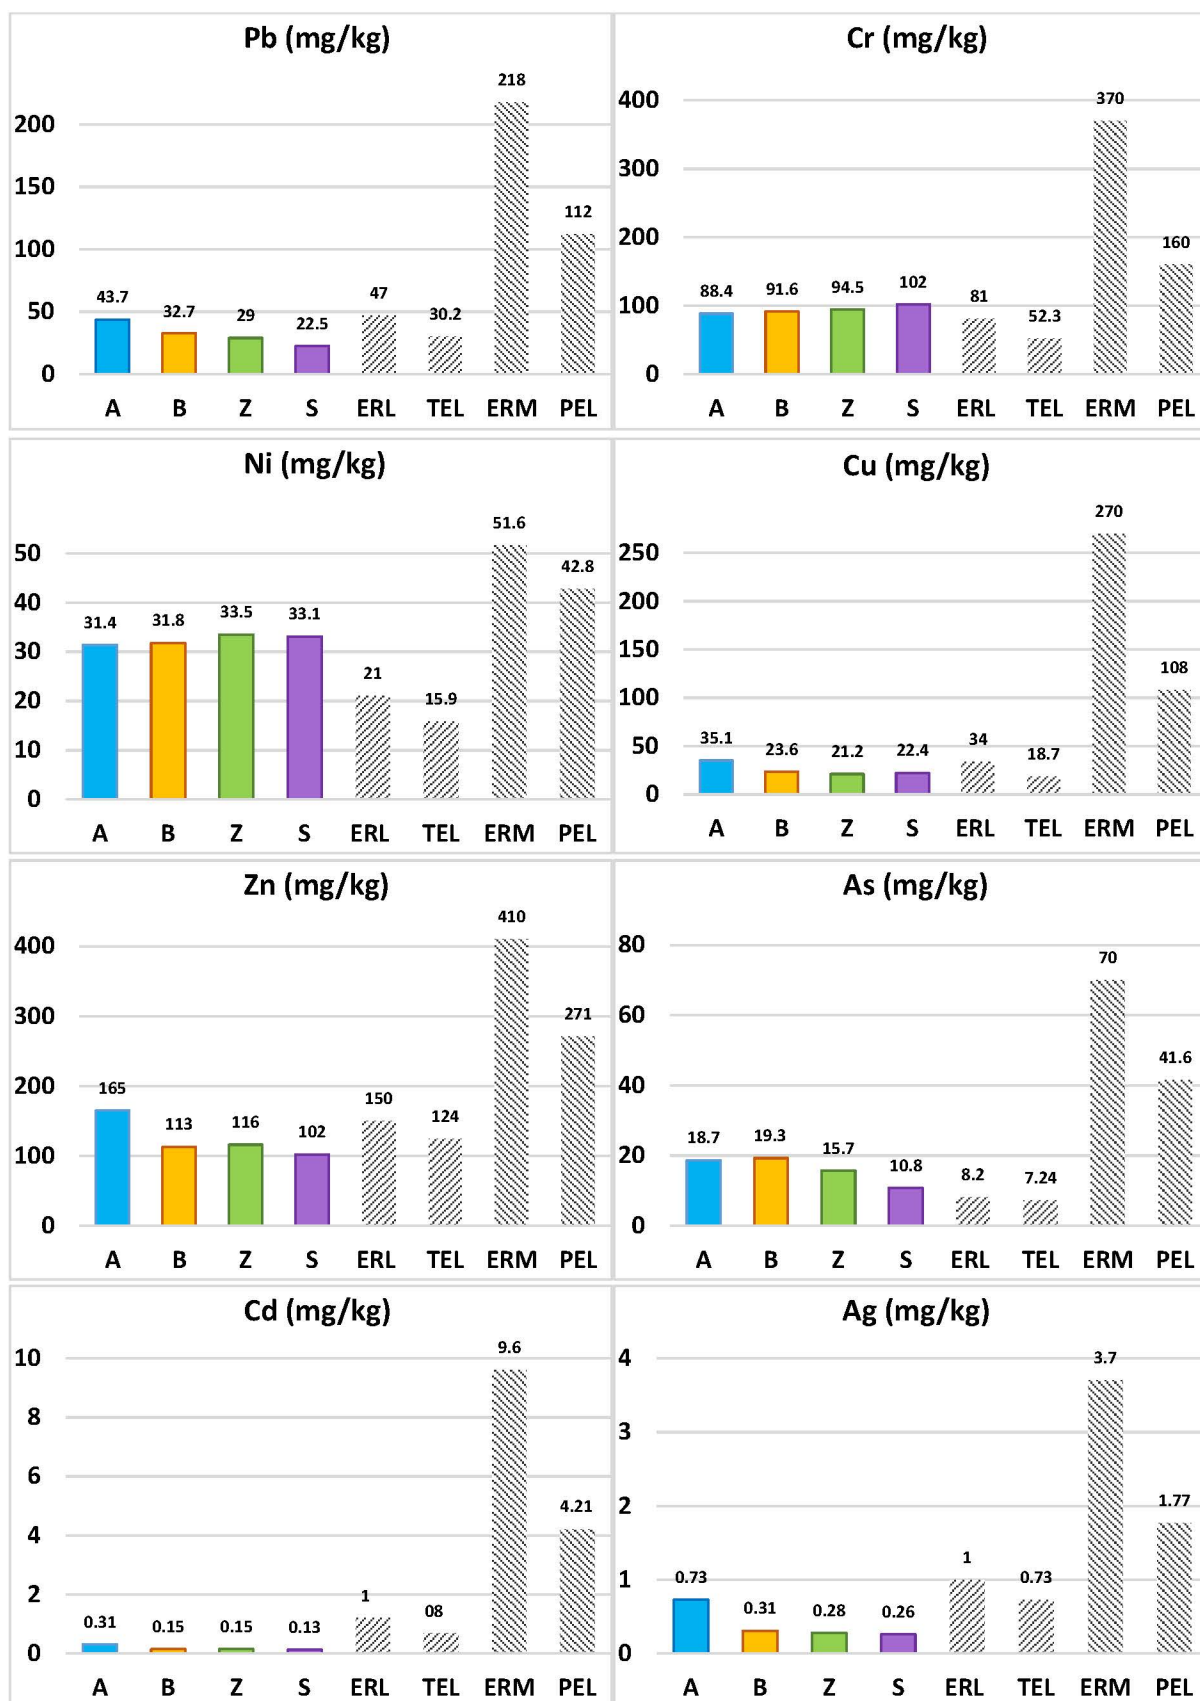 Pb (mg/kg)
218
200
150
112
100
43.7 32.7 29 22.5 47 30.2
50
0
A B Z S ERL TEL ERM PEL
Cr (mg/kg)
400
370
300
200
160
88.4 91.6 94.5 102 81 52.3
100
0
A B Z S ERL TEL ERM PEL
Ni (mg/kg)
51.6
50
42.8
40
31.4 31.8 33.5 33.1
30
21
20
15.9
10
0
A B Z S ERL TEL ERM PEL
Cu (mg/kg)
270
250
200
150
108
100
35.1 23.6 21.2 22.4 34 18.7
50
0
A B Z S ERL TEL ERM PEL
Zn (mg/kg)
410
400
300
271
200
165 113 116 102 150 124
100
0
A B Z S ERL TEL ERM PEL
As (mg/kg)
80
70
60
41.6
40
18.7 19.3 15.7 10.8 8.2 7.24
20
0
A B Z S ERL TEL ERM PEL
Cd (mg/kg)
10
9.6
8
6
4.21
4
2
0.31 0.15 0.15 0.13 1 08
0
A B Z S ERL TEL ERM PEL
Ag (mg/kg)
4
3.7
3
2
1.77
1
0.73 0.31 0.28 0.26 1 0.73
0
A B Z S ERL TEL ERM PEL